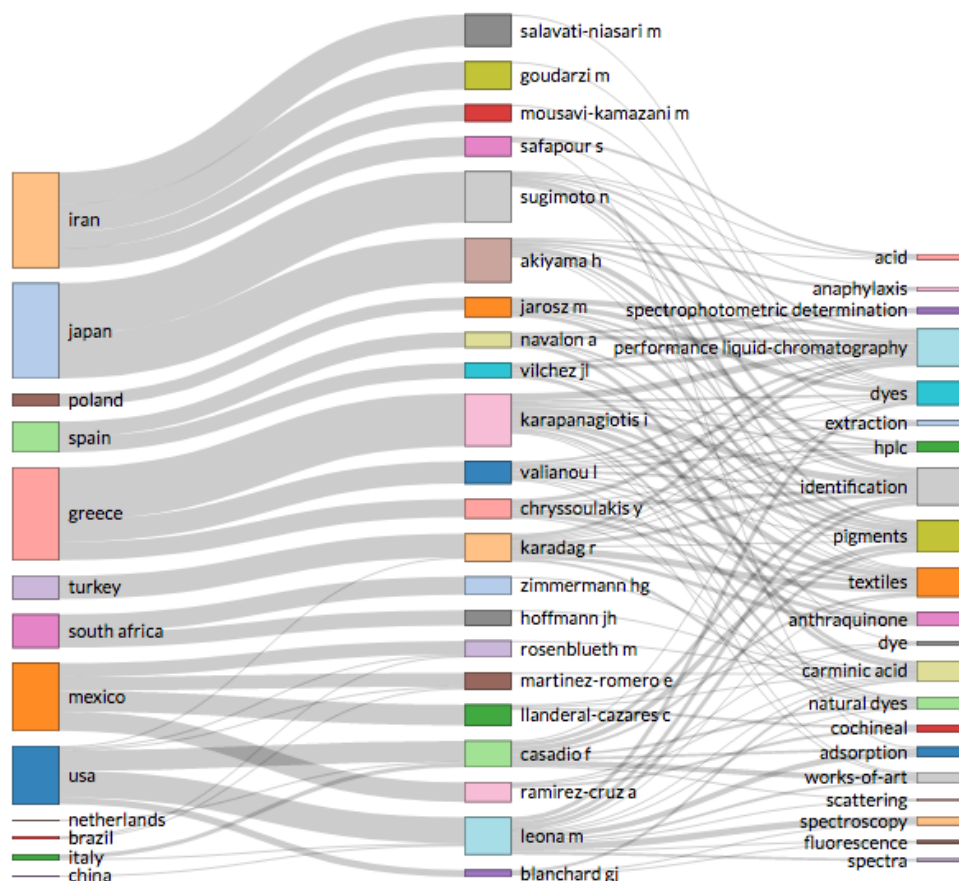 iran
japan
poland
spain
greece
turkey
south africa
mexico
usa
netherlands
brazil
italy
china
salavati-niasari m
goudarzi m
mousavi-kamazani m
safapour s
sugimoto n
akiyama h
jarosz m
navalon a
vilchez jl
karapanagiotis i
valianou l
chryssoulakis y
karadag r
zimmermann hg
hoffmann jh
rosenblueth m
martinez-romero e
llanderal-cazares c
casadio f
ramirez-cruz a
leona m
blanchard gj
acid
anaphylaxis
spectrophotometric determination
performance liquid-chromatography
dyes
extraction
hplc
identification
pigments
textiles
anthraquinone
dye
carminic acid
natural dyes
cochineal
adsorption
works-of-art
scattering
spectroscopy
fluorescence
spectra